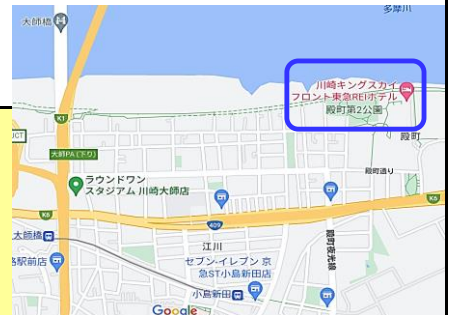 多摩川
大師橋
川崎キングスカイ
フロント東急REIホテル
殿町第2公園
K1
殿町
大師PA(下り)
JCT
殿町通り
ラウンドワン
スタジアム 川崎大師店
K6
K5
409
大師橋
江川
殿町夜光線
セブン-イレブン 京
急ST小島新田店
駅前店
小島新田
Google